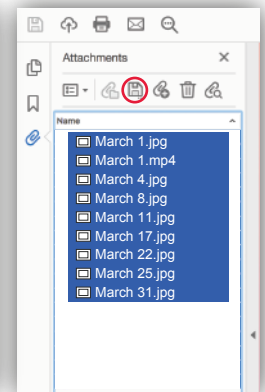 Attachments
Name
March 1.jpg
March 1.mp4
March 4.jpg
March 8.jpg
March 11.jpg
March 17.jpg
March 22.jpg
March 25.jpg
March 31.jpg